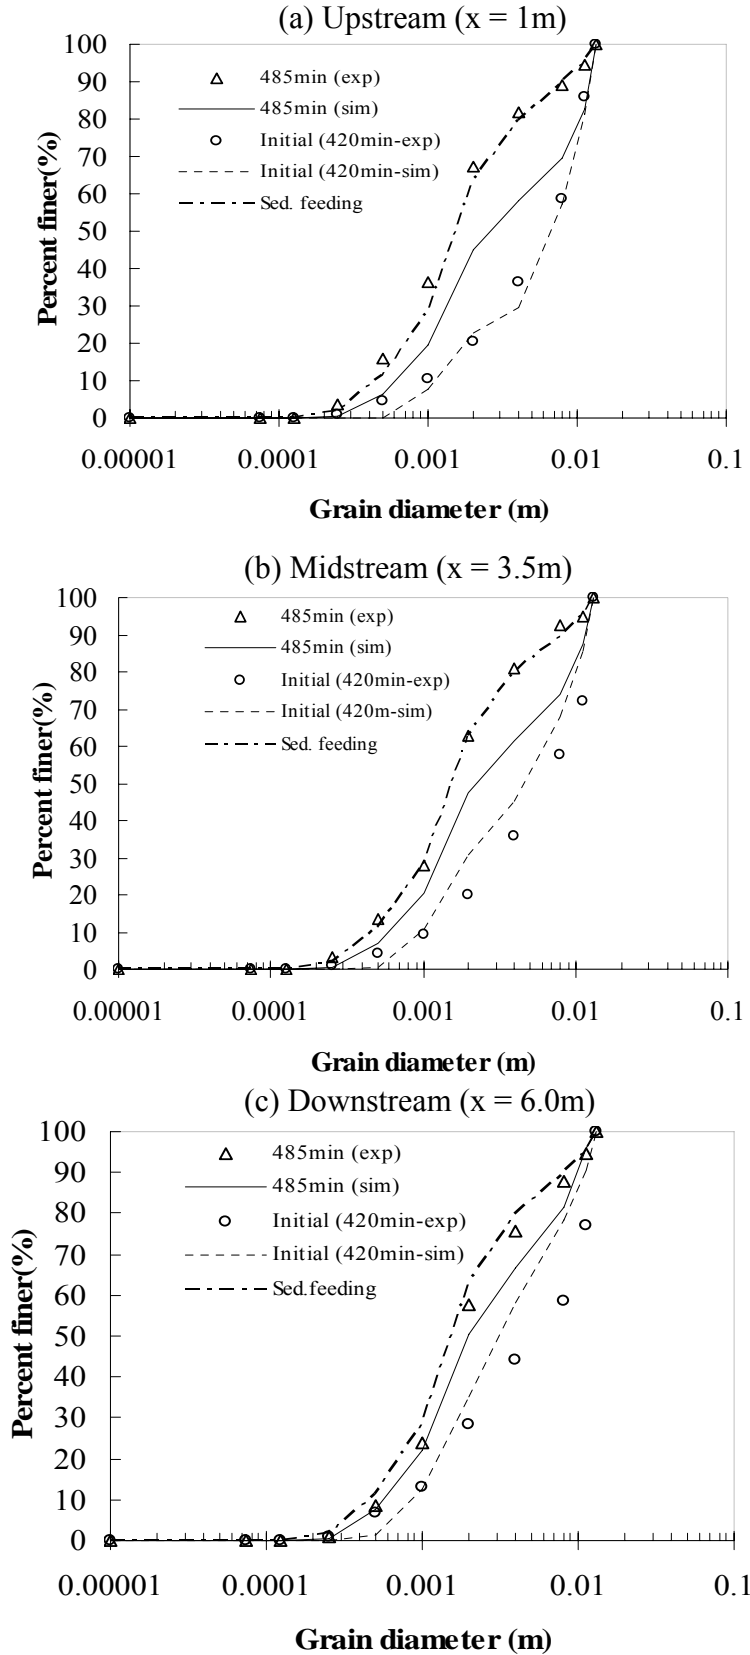 (a) Upstream (x = 1m)
100
90
80
70
60
50
40
30
20
10
0
Percent finer(%)
485min (exp)
485min (sim)
Initial (420min-exp)
Initial (420min-sim)
Sed. feeding
0.00001 0.0001 0.001 0.01 0.1
Grain diameter (m)
(b) Midstream (x = 3.5m)
100
90
80
70
60
50
40
30
20
10
0
Percent finer(%)
485min (exp)
485min (sim)
Initial (420min-exp)
Initial (420m-sim)
Sed. feeding
0.00001 0.0001 0.001 0.01 0.1
Grain diameter (m)
(c) Downstream (x = 6.0m)
100
90
80
70
60
50
40
30
20
10
0
Percent finer(%)
485min (exp)
485min (sim)
Initial (420min-exp)
Initial (420min-sim)
Sed.feeding
0.00001 0.0001 0.001 0.01 0.1
Grain diameter (m)